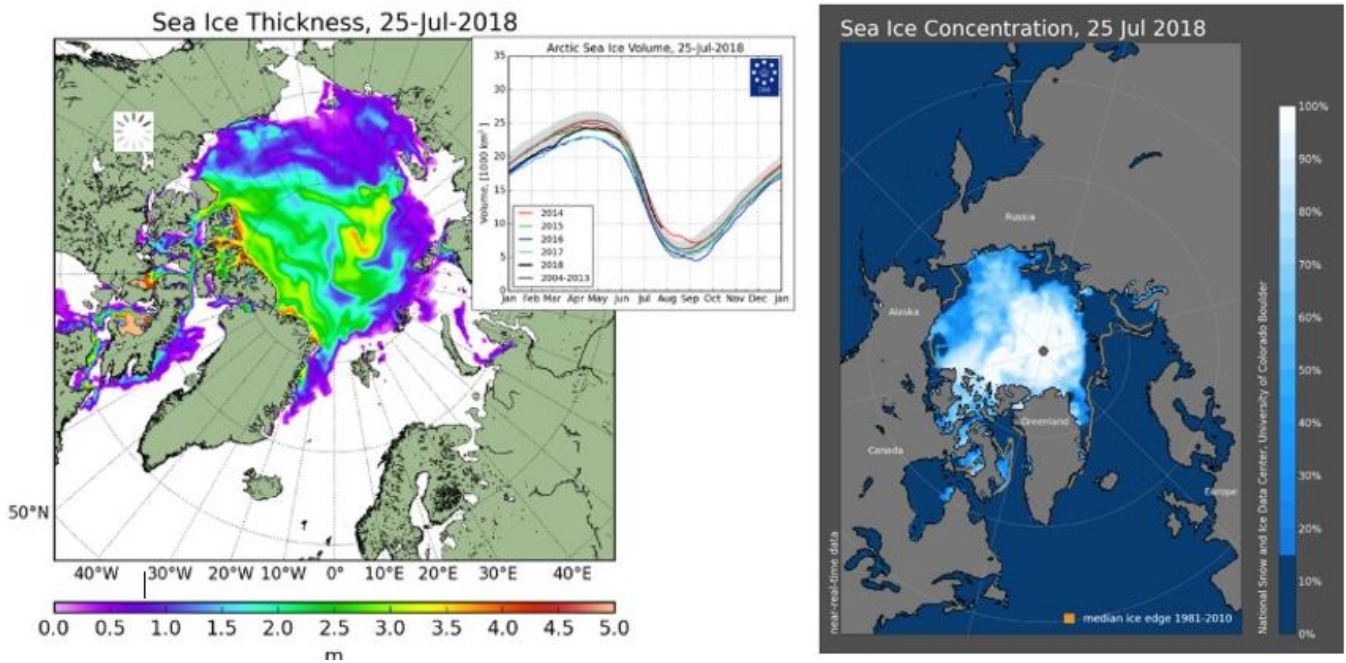 Sea Ice Thickness, 25-Jul-2018
Arctic Sea Ice Volume, 25-Jul-2018
Volume, [1000 km³]
35
30
25
20
15
10
5
0
2014
2015
2016
2017
2018
2004-2013
Jan Feb Mar Apr May Jun Jul Aug Sep Oct Nov Dec Jan
50°N
40°W 30°W 20°W 10°W 0° 10°E 20°E 30°E 40°E
0.0 0.5 1.0 1.5 2.0 2.5 3.0 3.5 4.0 4.5 5.0
m
Sea Ice Concentration, 25 Jul 2018
Russia
Alaska
Greenland
Canada
Europe
near-real-time data
median ice edge 1981-2010
National Snow and Ice Data Center, University of Colorado Boulder
100%
90%
80%
70%
60%
50%
40%
30%
20%
10%
0%